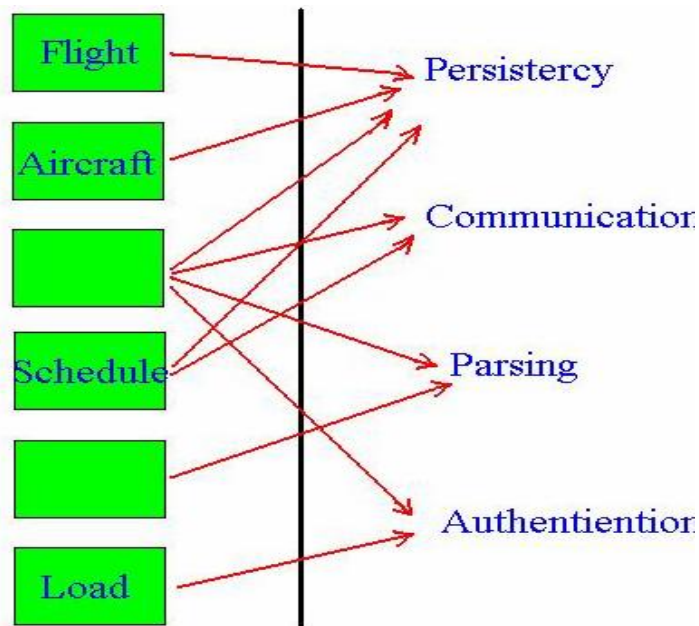 Flight
Persistercy
Aircraft
Communication
Schedule
Parsing
Authentiention
Load